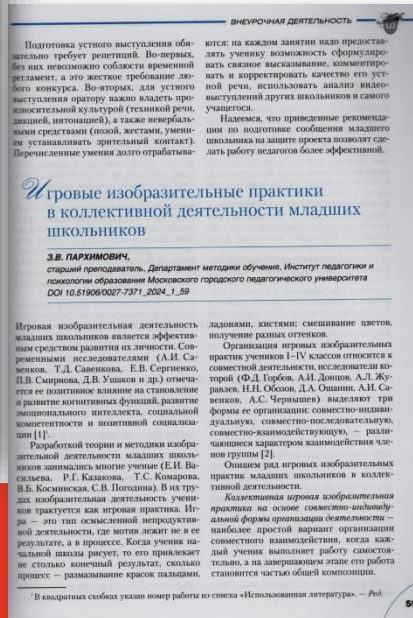 ВНЕУРОЧНАЯ ДЕЯТЕЛЬНОСТЬ
Подготовка устного выступления обя-
зательно требует репетиций. Во-первых,
без них невозможно соблюсти временной
регламент, а это жесткое требование лю-
бого конкурса. Во-вторых, для устного
выступления оратору важно владеть про-
износительной культурой (техникой речи,
дикцией, интонацией), а также невербаль-
ными средствами (позой, жестами, умени-
ем устанавливать зрительный контакт).
Перечисленные умения долго отрабатыва-
ются: на каждом занятии надо предостав-
лять ученику возможность сформулиро-
вать связное высказывание, комментиро-
вать и корректировать качество его уст-
ной речи, использовать анализ видео-
выступлений других школьников и самого
учащегося.
Надеемся, что приведенные рекоменда-
ции по подготовке сообщения младшего
школьника на защите проекта позволят сде-
лать работу педагогов более эффективной.
Игровые изобразительные практики
в коллективной деятельности младших
школьников
З.В. ПАРХИМОВИЧ,
старший преподаватель, Департамент методики обучения, Институт педагогики и
психологии образования Московского городского педагогического университета
DOI 10.51906/0027-7371_2024_1_59
Игровая изобразительная деятельность
младших школьников является эффектив-
ным средством развития их личности. Сов-
ременными исследователями (А.И. Са-
венков, Т.Д. Савенкова, Е.В. Сергиенко,
П.В. Смирнова, Д.В. Ушаков и др.) отмеча-
ется ее позитивное влияние на становление
и развитие когнитивных функций, развитие
эмоционального интеллекта, социальной
компетентности и позитивной социализа-
ции [1]¹.
Разработкой теории и методики изобра-
зительной деятельности младших школь-
ников занимались многие ученые (Е.И. Ва-
сильева, Р.Г. Казакова, Т.С. Комарова,
В.Б. Косминская, С.В. Погодина). В их тру-
дах изобразительная деятельность учени-
ков трактуется как игровая практика. Иг-
ра – это тип осмысленной непродуктив-
ной деятельности, где мотив лежит не в ее
результате, а в процессе. Когда ученик на-
чальной школы рисует, то его привлекает
не столько конечный результат, сколько
процесс – размазывание красок пальцами,
ладонями, кистями; смешивание цветов,
получение разных оттенков.
Организация игровых изобразительных
практик учеников I–IV классов относится к
совместной деятельности, исследователи ко-
торой (Ф.Д. Горбов, А.И. Донцов, А.Л. Жу-
равлев, Н.Н. Обозов, Д.А. Ошанин, А.И. Са-
венков, А.С. Чернышев) выделяют три
формы ее организации: совместно-индиви-
дуальную, совместно-последовательную,
совместно-взаимодействующую, – различа-
ющиеся характером взаимодействия чле-
нов группы [2].
Опишем ряд игровых изобразительных
практик младших школьников в коллек-
тивной деятельности.
Коллективная игровая изобразительная
практика на основе совместно-индивиду-
альной формы организации деятельности –
наиболее простой вариант организации
совместного взаимодействия, когда каж-
дый ученик выполняет работу самостоя-
тельно, а на завершающем этапе его работа
становится частью общей композиции.
¹ В квадратных скобках указан номер работы из списка «Использованная литература». – Ред.